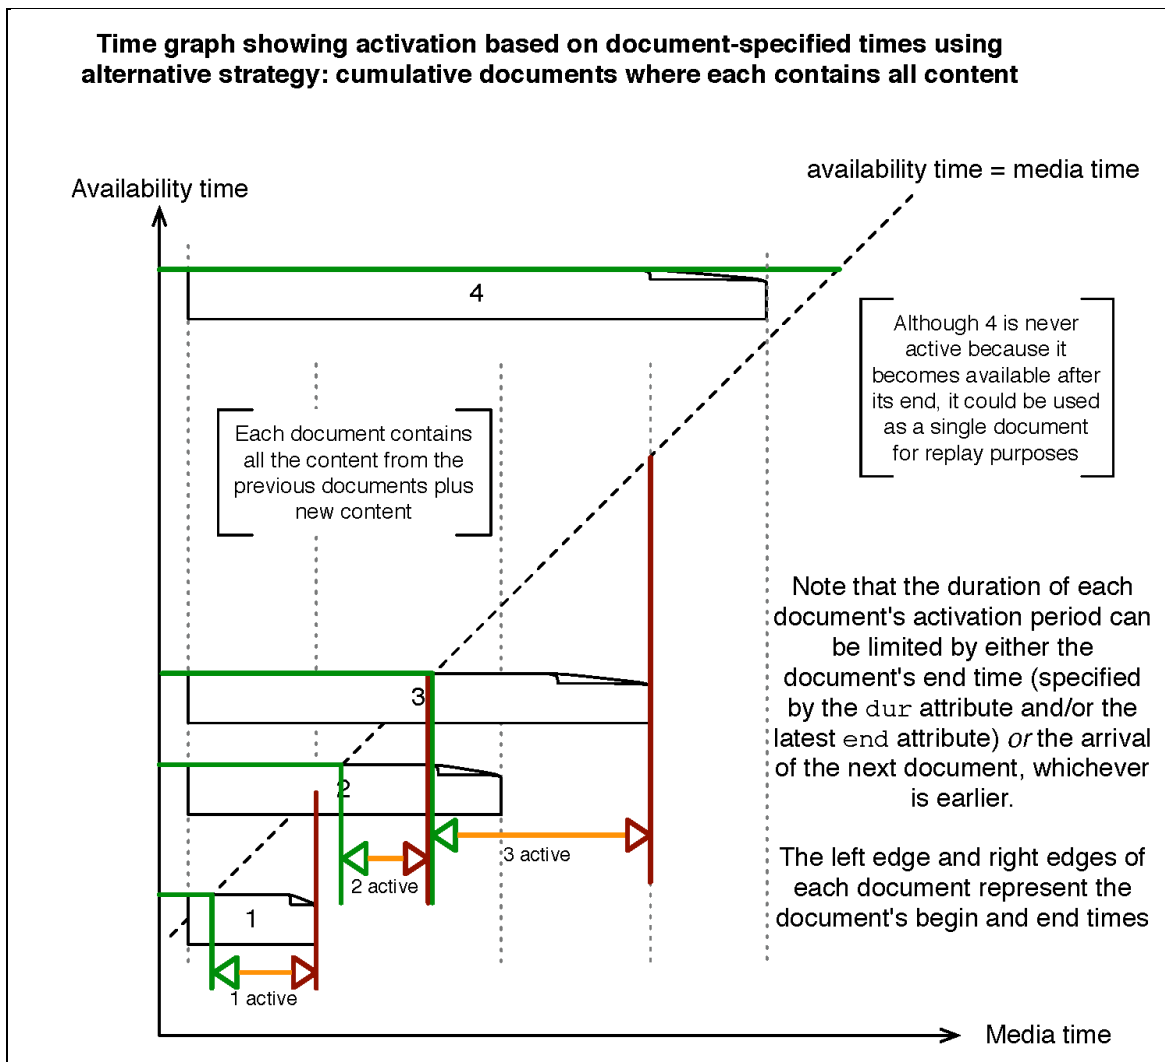 Time graph showing activation based on document-specified times using
alternative strategy: cumulative documents where each contains all content
availability time = media time
Availability time
4
Although 4 is never
active because it
becomes available after
its end, it could be used
as a single document
for replay purposes
Each document contains
all the content from the
previous documents plus
new content
Note that the duration of each
document's activation period can
be limited by either the
document's end time (specified
by the dur attribute and/or the
latest end attribute) or the arrival
of the next document, whichever
is earlier.
3
2
3 active
2 active
The left edge and right edges of
each document represent the
document's begin and end times
1
1 active
Media time